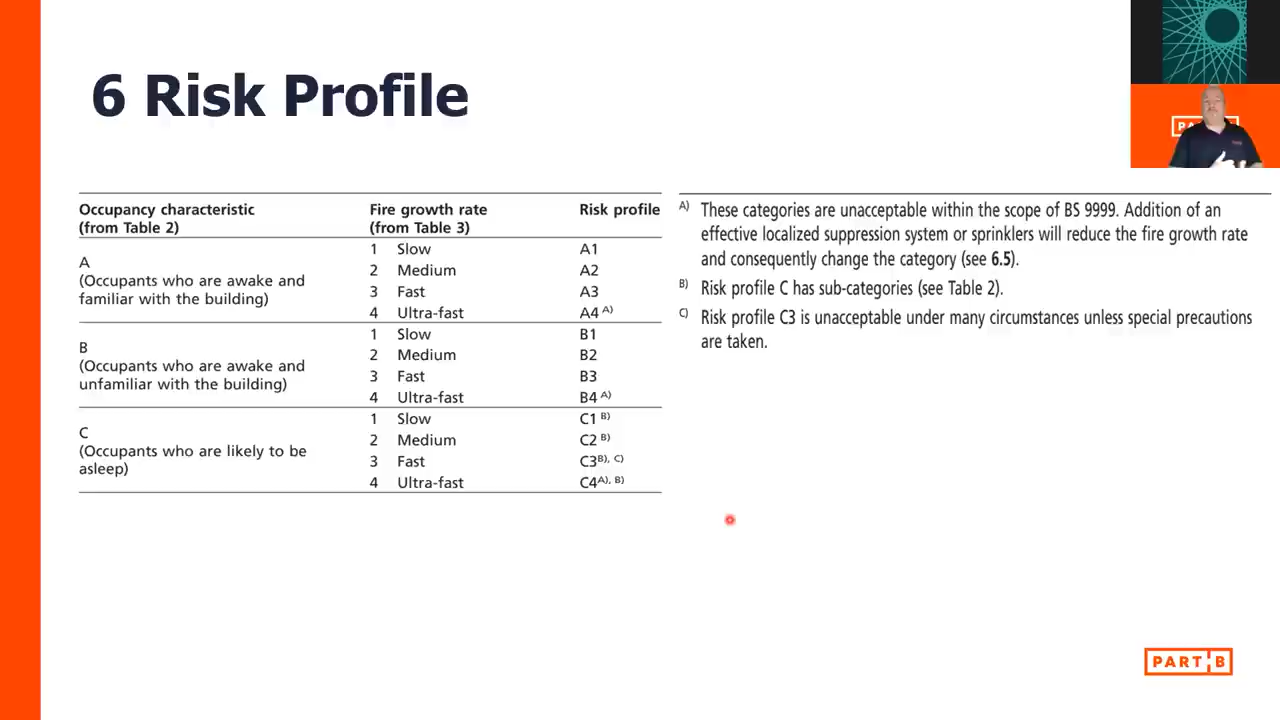 6 Risk Profile
Occupancy characteristic (from Table 2) Fire growth rate (from Table 3) Risk profile
A (Occupants who are awake and familiar with the building)
1 Slow A1
2 Medium A2
3 Fast A3
4 Ultra-fast A4 A)
B (Occupants who are awake and unfamiliar with the building)
1 Slow B1
2 Medium B2
3 Fast B3
4 Ultra-fast B4 A)
C (Occupants who are likely to be asleep)
1 Slow C1 B)
2 Medium C2 B)
3 Fast C3B), C)
4 Ultra-fast C4A), B)
A) These categories are unacceptable within the scope of BS 9999. Addition of an
effective localized suppression system or sprinklers will reduce the fire growth rate
and consequently change the category (see 6.5).
B) Risk profile C has sub-categories (see Table 2).
C) Risk profile C3 is unacceptable under many circumstances unless special precautions
are taken.
PART B